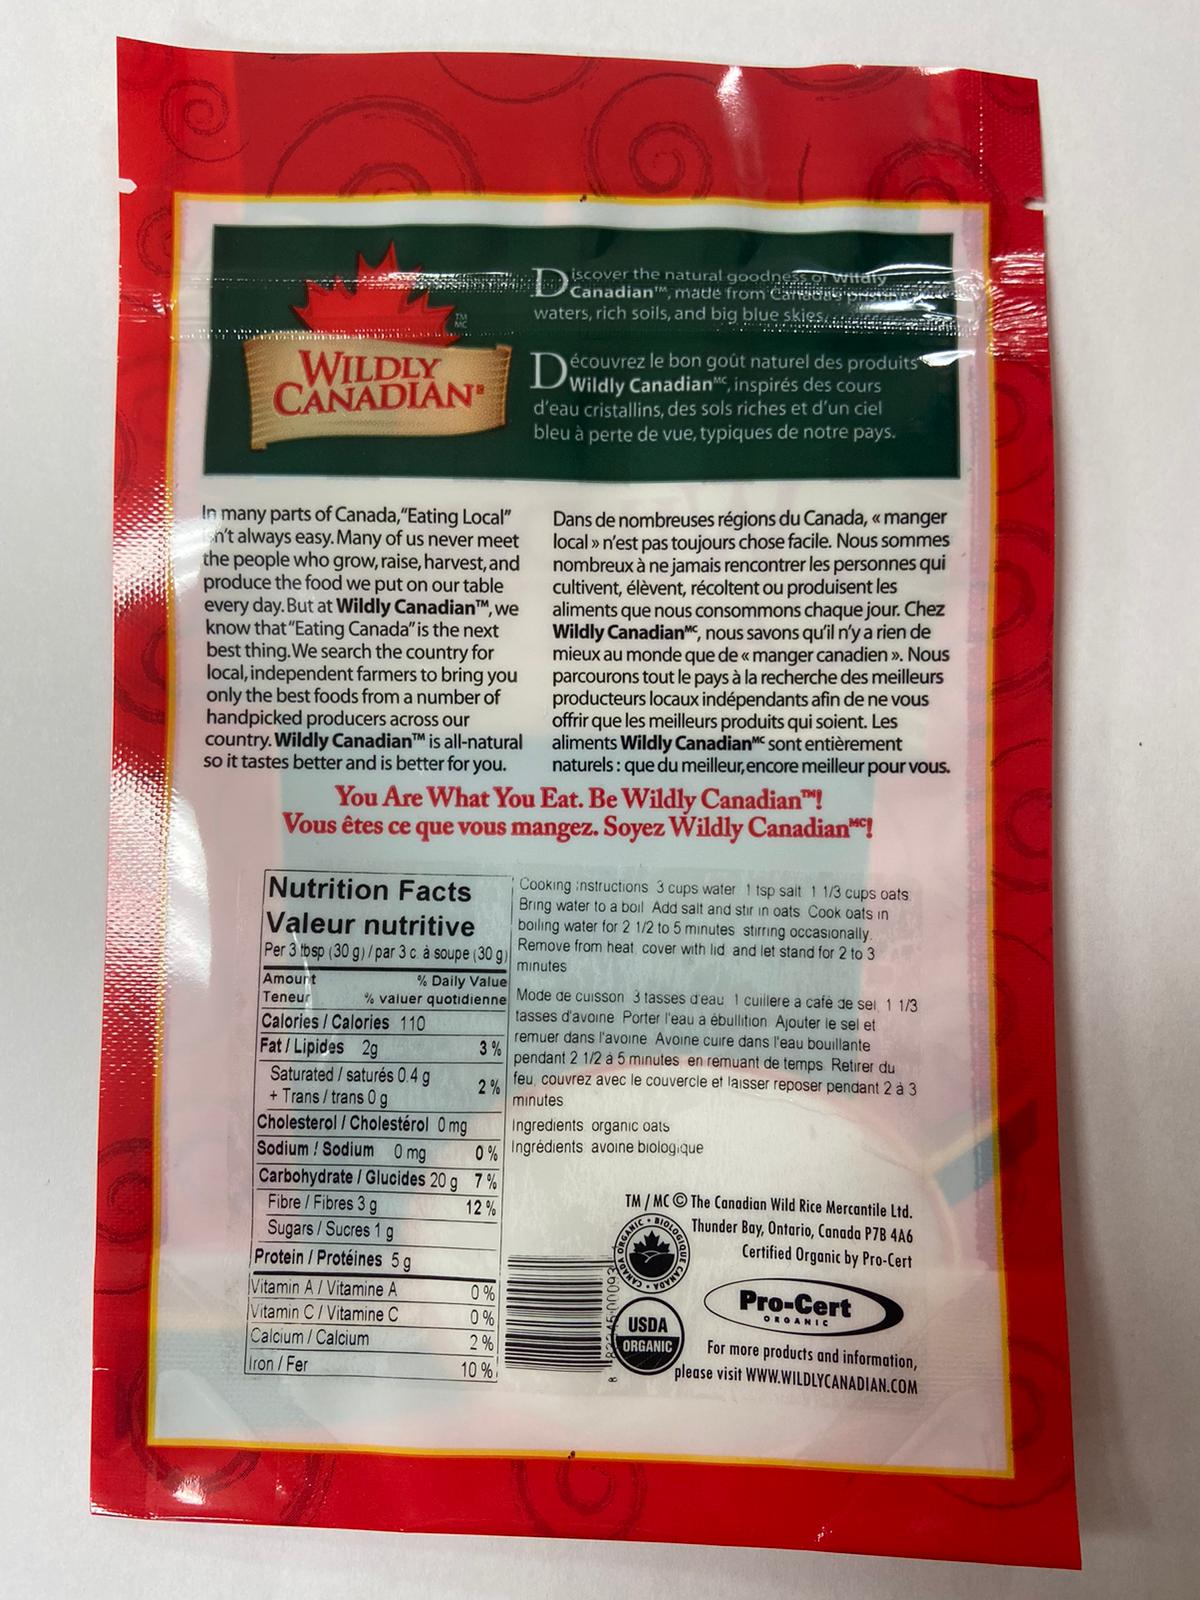 WILDLY
CANADIAN
TM
MC
Discover the natural goodness of Wildly
Canadian™, made from Canada's
waters, rich soils, and big blue skies.
Découvrez le bon goût naturel des produits
Wildly Canadianᴹᶜ, inspirés des cours
d'eau cristallins, des sols riches et d'un ciel
bleu à perte de vue, typiques de notre pays.
In many parts of Canada, "Eating Local"
isn't always easy. Many of us never meet
the people who grow, raise, harvest, and
produce the food we put on our table
every day. But at Wildly Canadian™, we
know that "Eating Canada" is the next
best thing. We search the country for
local, independent farmers to bring you
only the best foods from a number of
handpicked producers across our
country. Wildly Canadian™ is all-natural
so it tastes better and is better for you.
Dans de nombreuses régions du Canada, « manger
local » n'est pas toujours chose facile. Nous sommes
nombreux à ne jamais rencontrer les personnes qui
cultivent, élèvent, récoltent ou produisent les
aliments que nous consommons chaque jour. Chez
Wildly Canadianᴹᶜ, nous savons qu'il n'y a rien de
mieux au monde que de « manger canadien ». Nous
parcourons tout le pays à la recherche des meilleurs
producteurs locaux indépendants afin de ne vous
offrir que les meilleurs produits qui soient. Les
aliments Wildly Canadianᴹᶜ sont entièrement
naturels : que du meilleur, encore meilleur pour vous.
You Are What You Eat. Be Wildly Canadian™!
Vous êtes ce que vous mangez. Soyez Wildly Canadianᴹᶜ!
Nutrition Facts
Valeur nutritive
Per 3 tbsp (30 g) / par 3 c. à soupe (30 g)
Amount % Daily Value
Teneur % valuer quotidienne
Calories / Calories 110
Fat / Lipides 2g 3 %
Saturated / saturés 0.4 g
+ Trans / trans 0 g 2 %
Cholesterol / Cholestérol 0 mg
Sodium / Sodium 0 mg 0 %
Carbohydrate / Glucides 20 g 7 %
Fibre / Fibres 3 g 12 %
Sugars / Sucres 1 g
Protein / Protéines 5 g
Vitamin A / Vitamine A 0 %
Vitamin C / Vitamine C 0 %
Calcium / Calcium 2 %
Iron / Fer 10 %
Cooking instructions 3 cups water 1 tsp salt 1 1/3 cups oats
Bring water to a boil Add salt and stir in oats Cook oats in
boiling water for 2 1/2 to 5 minutes stirring occasionally.
Remove from heat cover with lid and let stand for 2 to 3
minutes
Mode de cuisson 3 tasses d'eau 1 cuillere a café de sel 1 1/3
tasses d'avoine Porter l'eau a ébullition Ajouter le sel et
remuer dans l'avoine Avoine cuire dans l'eau bouillante
pendant 2 1/2 à 5 minutes en remuant de temps Retirer du
feu, couvrez avec le couvercle et laisser reposer pendant 2 à 3
minutes
Ingredients organic oats
Ingrédients avoine biologique
TM / MC © The Canadian Wild Rice Mercantile Ltd.
Thunder Bay, Ontario, Canada P7B 4A6
Certified Organic by Pro-Cert
CANADA ORGANIC • BIOLOGIQUE CANADA •
USDA
ORGANIC
Pro-Cert
ORGANIC
For more products and information,
please visit WWW.WILDLYCANADIAN.COM